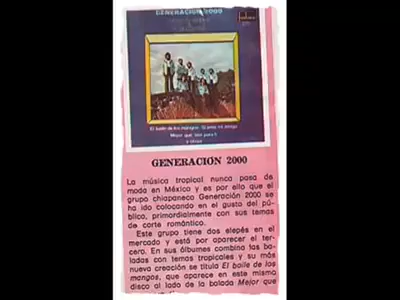 GENERACION 2000
El baile de los mangos
Mejor que
GENERACIÓN 2000
La música tropical nunca pasa de
moda en México y es por ello que el
grupo chiapaneco Generación 2000 se
ha ido colocando en el gusto del pú-
blico, primordialmente con sus temas
de corte romántico.
Este grupo tiene dos elepés en el
mercado y está por aparecer el ter-
cero. En sus álbumes combina las ba-
ladas con temas tropicales y su más
nueva creación se titula El baile de los
mangos, que aparece en este mismo
disco al lado de la balada Mejor que